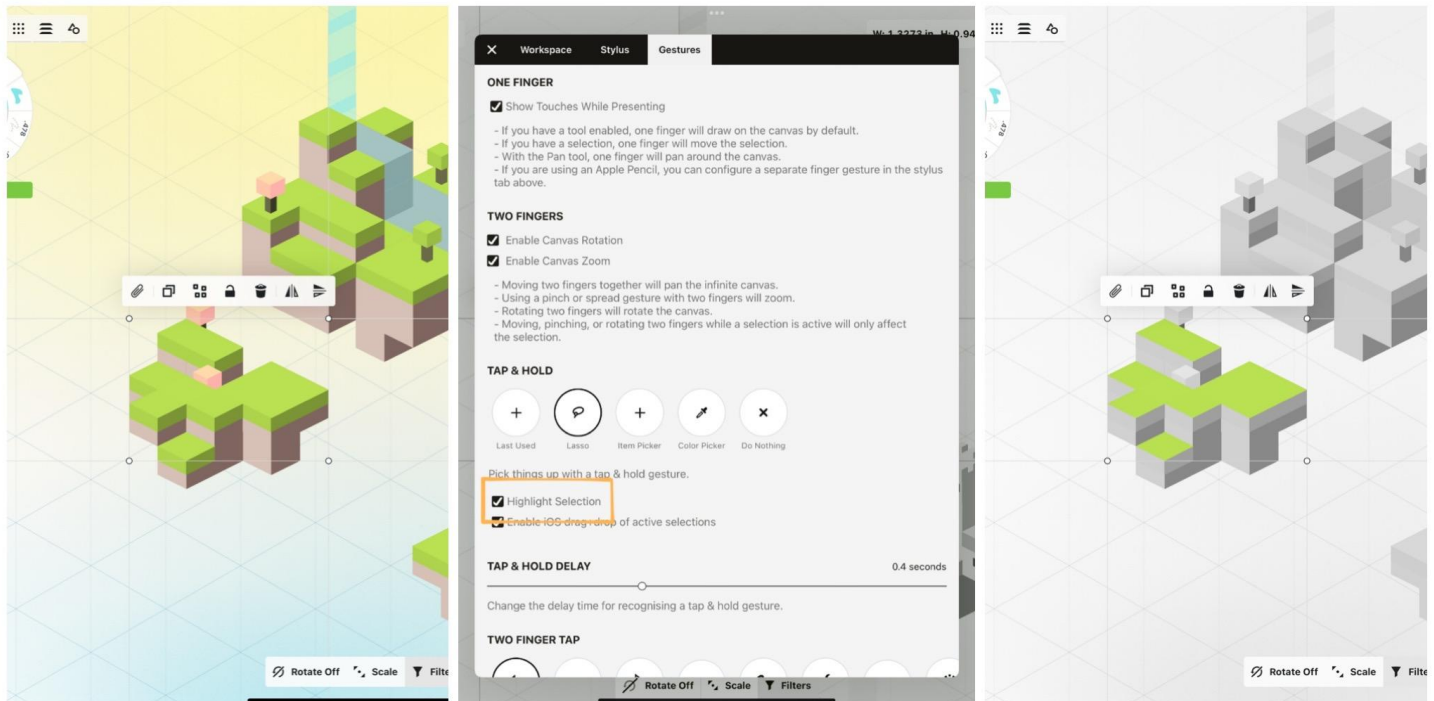 .478
Rotate Off Scale
W: 1.3273 in H: 0.94
Workspace Stylus Gestures
ONE FINGER
Show Touches While Presenting
- If you have a tool enabled, one finger will draw on the canvas by default.
- If you have a selection, one finger will move the selection.
- With the Pan tool, one finger will pan around the canvas.
- If you are using an Apple Pencil, you can configure a separate finger gesture in the stylus
tab above.
TWO FINGERS
Enable Canvas Rotation
Enable Canvas Zoom
- Moving two fingers together will pan the infinite canvas.
- Using a pinch or spread gesture with two fingers will zoom.
- Rotating two fingers will rotate the canvas.
- Moving, pinching, or rotating two fingers while a selection is active will only affect
the selection.
TAP & HOLD
Last Used Lasso Item Picker Color Picker Do Nothing
Pick things up with a tap & hold gesture.
Highlight Selection
Enable iOS drag+drop of active selections
TAP & HOLD DELAY 0.4 seconds
Change the delay time for recognising a tap & hold gesture.
TWO FINGER TAP
Rotate Off Scale Filters
.478
Rotate Off Scale